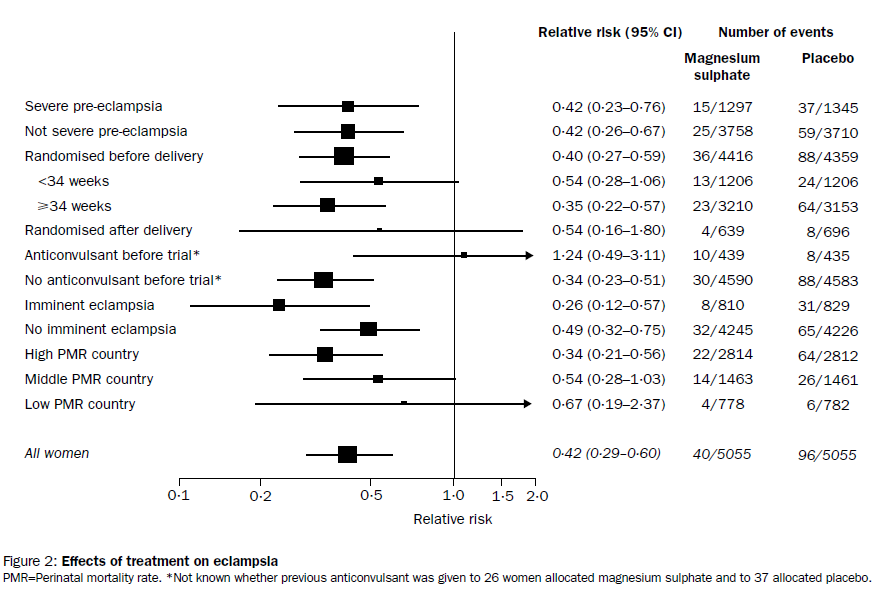 Relative risk (95% CI) Number of events
Magnesium sulphate Placebo
Severe pre-eclampsia 0·42 (0·23–0·76) 15/1297 37/1345
Not severe pre-eclampsia 0·42 (0·26–0·67) 25/3758 59/3710
Randomised before delivery 0·40 (0·27–0·59) 36/4416 88/4359
<34 weeks 0·54 (0·28–1·06) 13/1206 24/1206
⩾34 weeks 0·35 (0·22–0·57) 23/3210 64/3153
Randomised after delivery 0·54 (0·16–1·80) 4/639 8/696
Anticonvulsant before trial* 1·24 (0·49–3·11) 10/439 8/435
No anticonvulsant before trial* 0·34 (0·23–0·51) 30/4590 88/4583
Imminent eclampsia 0·26 (0·12–0·57) 8/810 31/829
No imminent eclampsia 0·49 (0·32–0·75) 32/4245 65/4226
High PMR country 0·34 (0·21–0·56) 22/2814 64/2812
Middle PMR country 0·54 (0·28–1·03) 14/1463 26/1461
Low PMR country 0·67 (0·19–2·37) 4/778 6/782
All women 0·42 (0·29–0·60) 40/5055 96/5055
0·1 0·2 0·5 1·0 1·5 2·0
Relative risk
Figure 2: Effects of treatment on eclampsia
PMR=Perinatal mortality rate. *Not known whether previous anticonvulsant was given to 26 women allocated magnesium sulphate and to 37 allocated placebo.